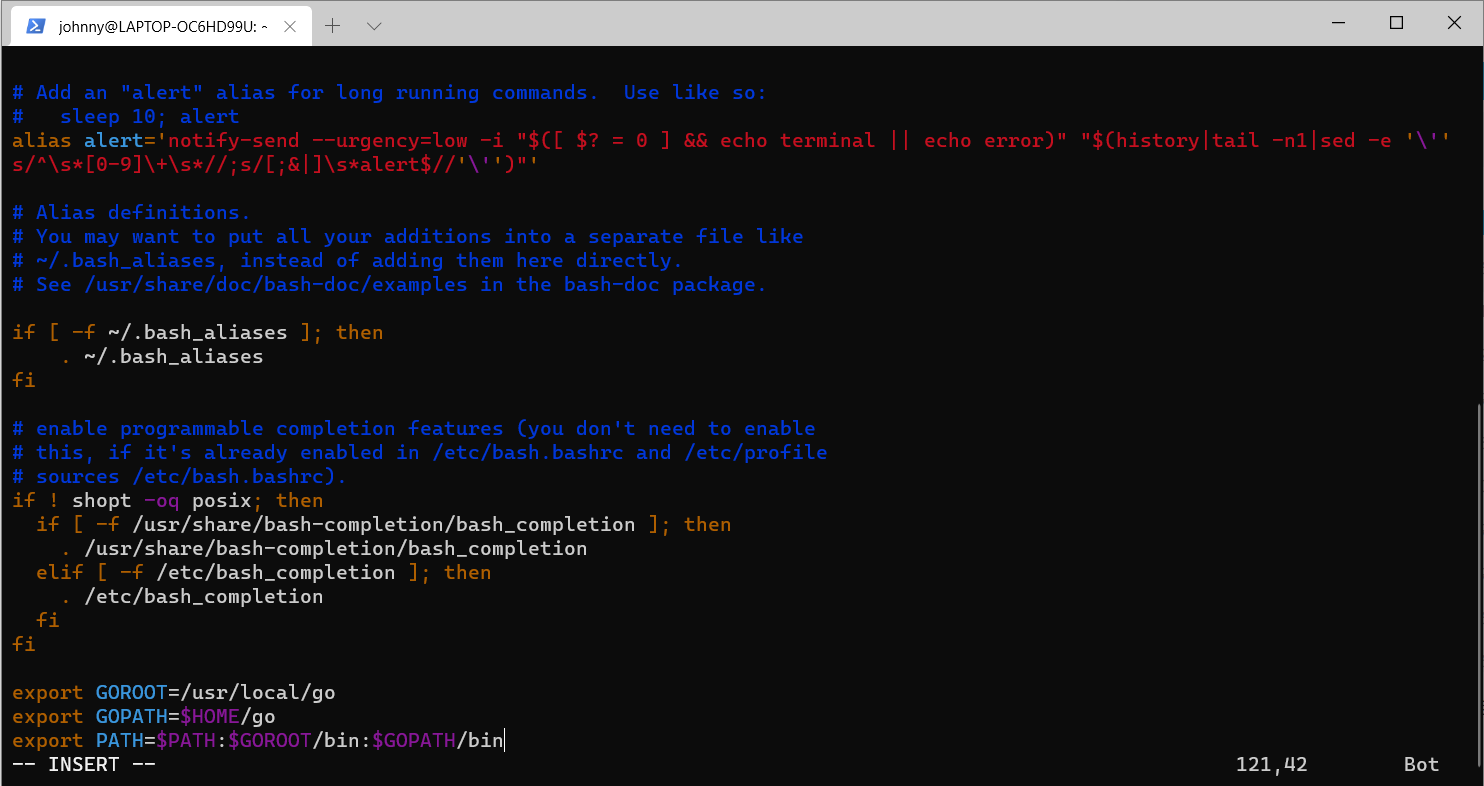 johnny@LAPTOP-OC6HD99U: ~
# Add an "alert" alias for long running commands.  Use like so:
#   sleep 10; alert
alias alert='notify-send --urgency=low -i "$([ $? = 0 ] && echo terminal || echo error)" "$(history|tail -n1|sed -e '\''
s/^\s*[0-9]\+\s*//;s/[;&|]\s*alert$//'\'')"'
# Alias definitions.
# You may want to put all your additions into a separate file like
# ~/.bash_aliases, instead of adding them here directly.
# See /usr/share/doc/bash-doc/examples in the bash-doc package.
if [ -f ~/.bash_aliases ]; then
    . ~/.bash_aliases
fi
# enable programmable completion features (you don't need to enable
# this, if it's already enabled in /etc/bash.bashrc and /etc/profile
# sources /etc/bash.bashrc).
if ! shopt -oq posix; then
  if [ -f /usr/share/bash-completion/bash_completion ]; then
    . /usr/share/bash-completion/bash_completion
  elif [ -f /etc/bash_completion ]; then
    . /etc/bash_completion
  fi
fi
export GOROOT=/usr/local/go
export GOPATH=$HOME/go
export PATH=$PATH:$GOROOT/bin:$GOPATH/bin
-- INSERT -- 121,42 Bot